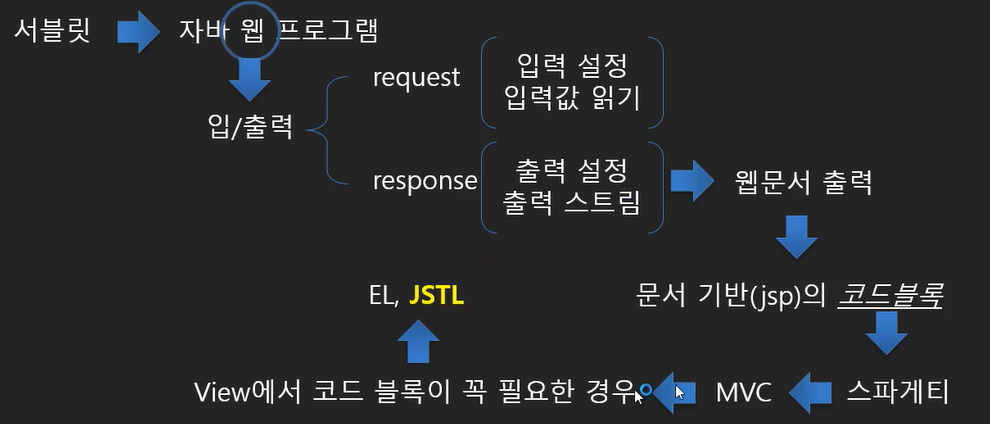 서블릿
자바 웹 프로그램
입/출력
request
입력 설정
입력값 읽기
response
출력 설정
출력 스트림
웹문서 출력
문서 기반(jsp)의 코드블록
스파게티
MVC
View에서 코드 블록이 꼭 필요한 경우
EL, JSTL